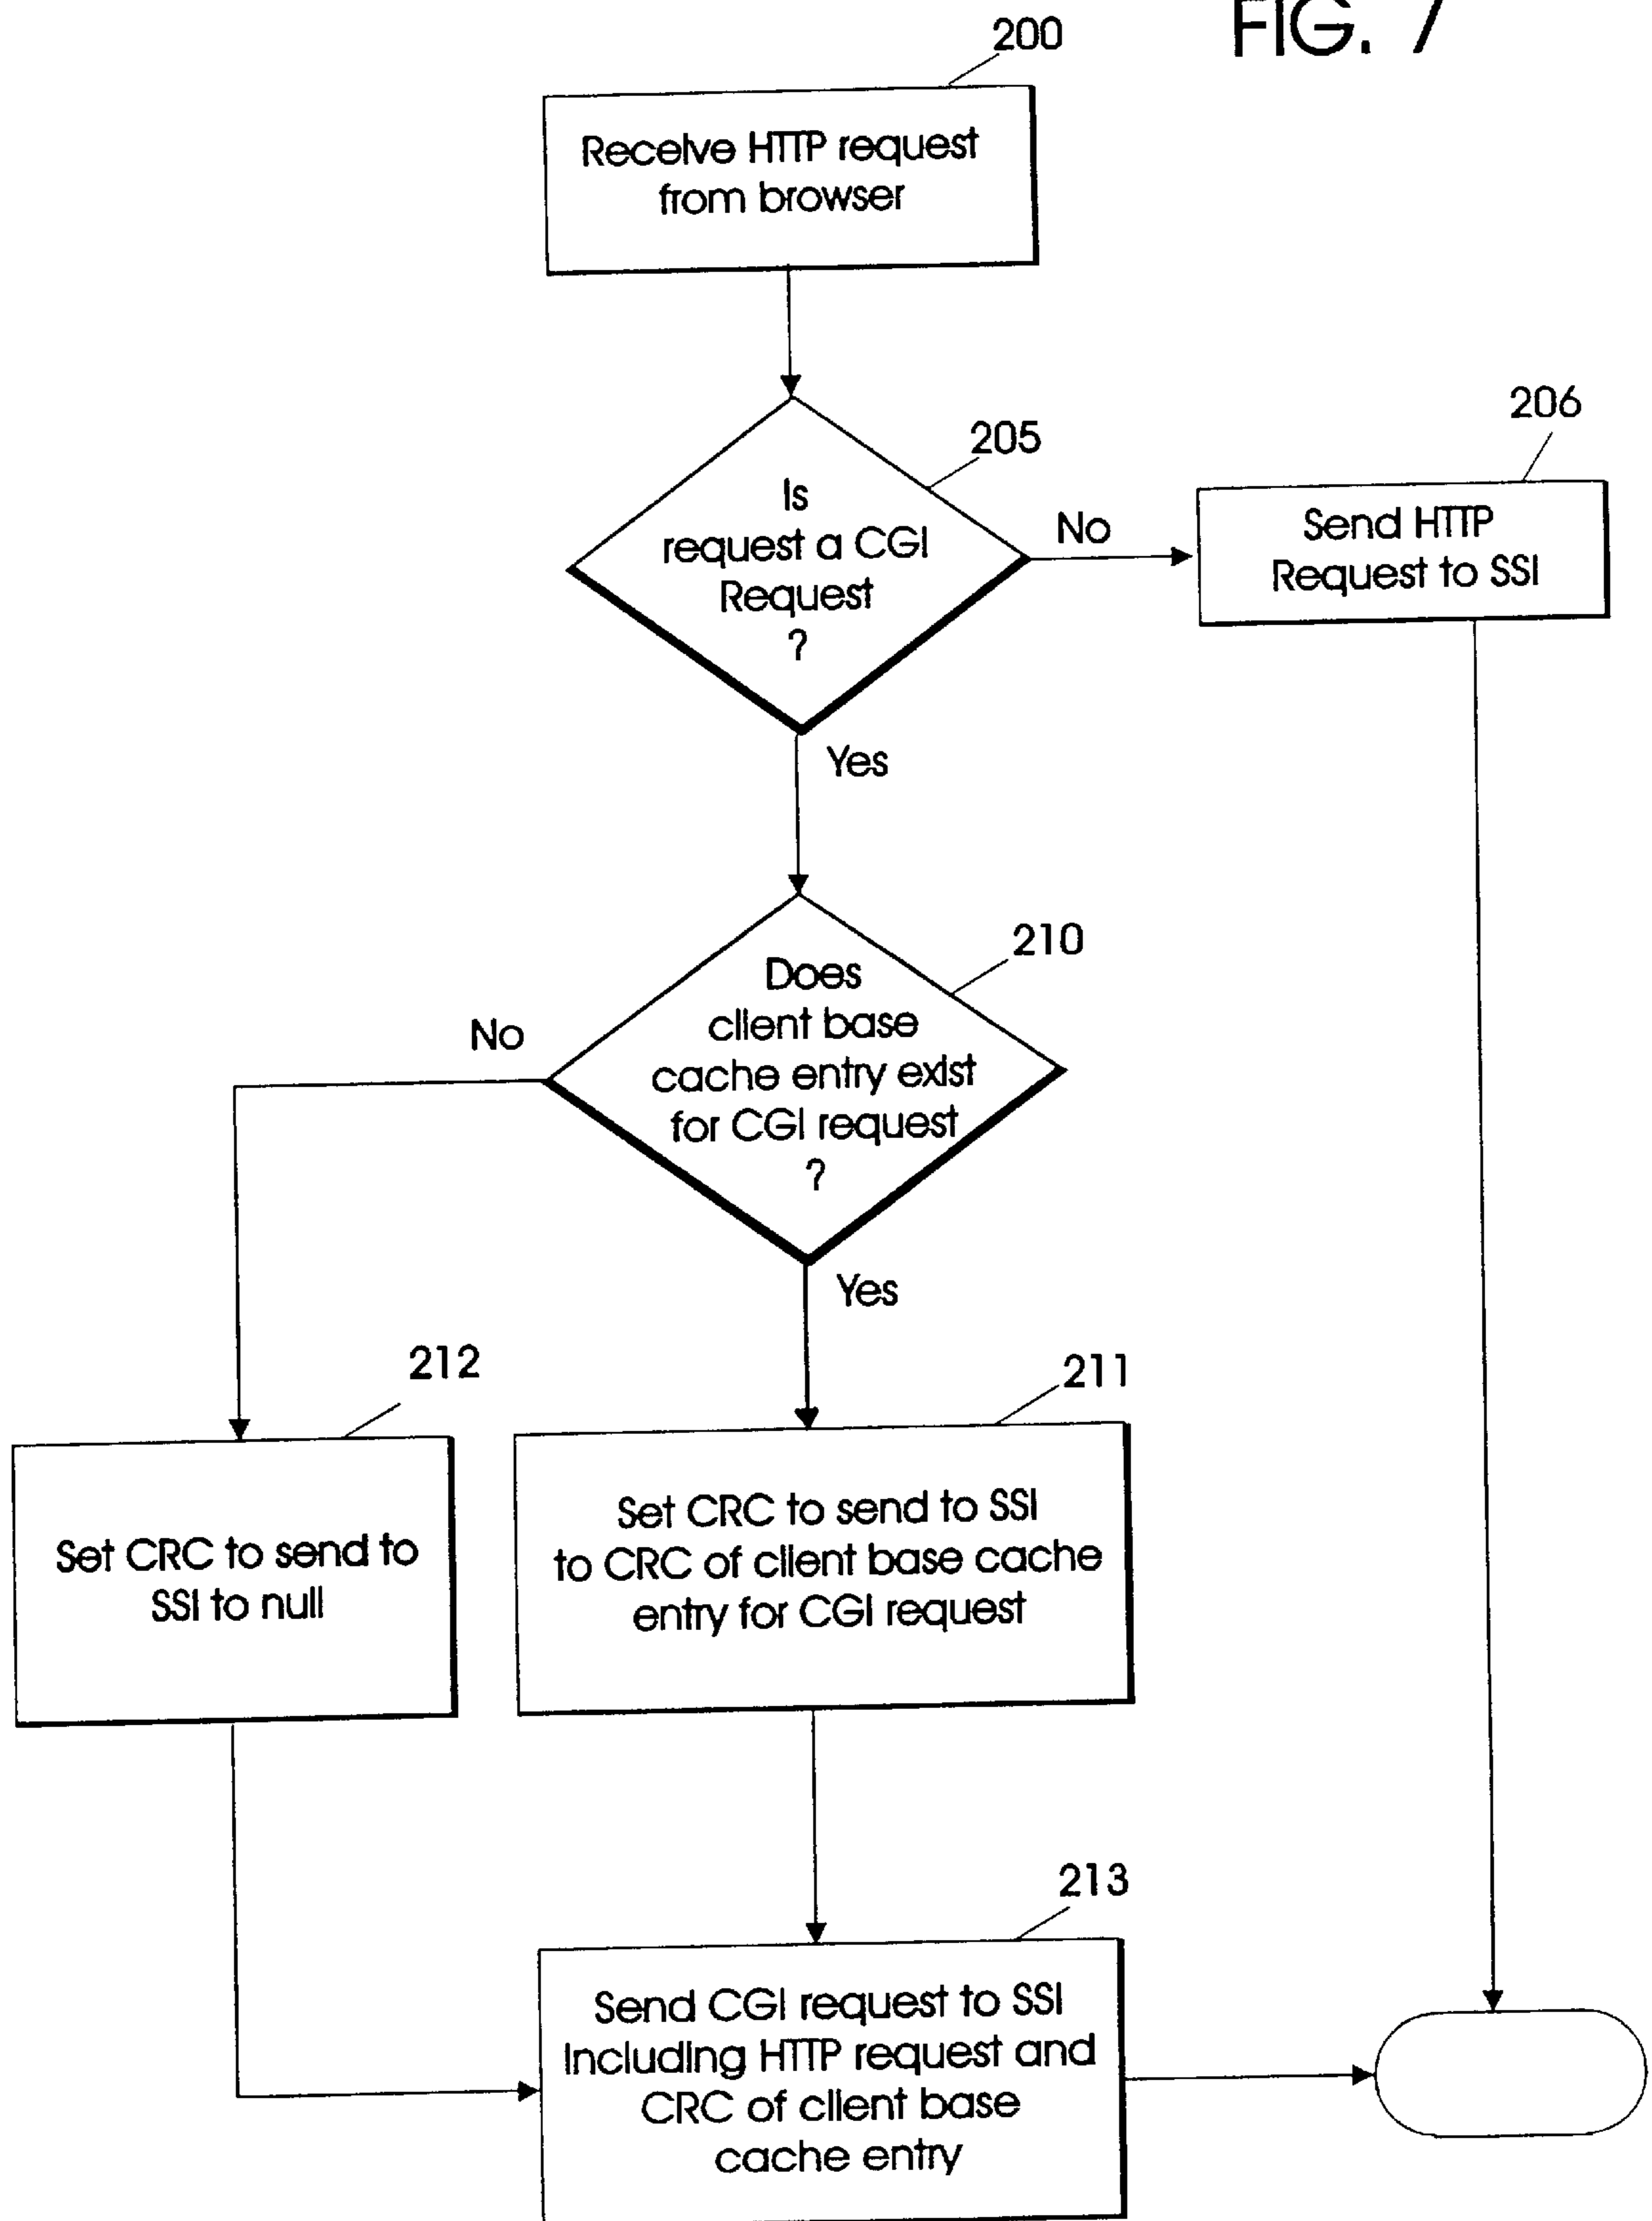 FIG. 7
200
Receive HTTP request
from browser
205
Is
request a CGI
Request
?
No
206
Send HTTP
Request to SSI
Yes
210
Does
client base
cache entry exist
for CGI request
?
No
Yes
212
Set CRC to send to
SSI to null
211
Set CRC to send to SSI
to CRC of client base cache
entry for CGI request
213
Send CGI request to SSI
Including HTTP request and
CRC of client base
cache entry